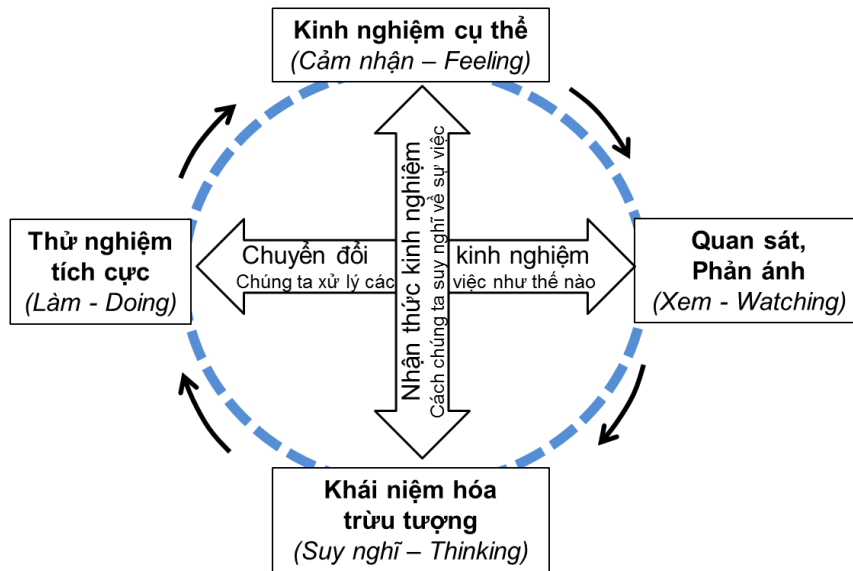 Kinh nghiệm cụ thể
(Cảm nhận – Feeling)
Thử nghiệm
tích cực
(Làm - Doing)
Chuyển đổi kinh nghiệm
Chúng ta xử lý các việc như thế nào
Nhận thức kinh nghiệm
Cách chúng ta suy nghĩ về sự việc
Quan sát,
Phản ánh
(Xem - Watching)
Khái niệm hóa
trừu tượng
(Suy nghĩ – Thinking)